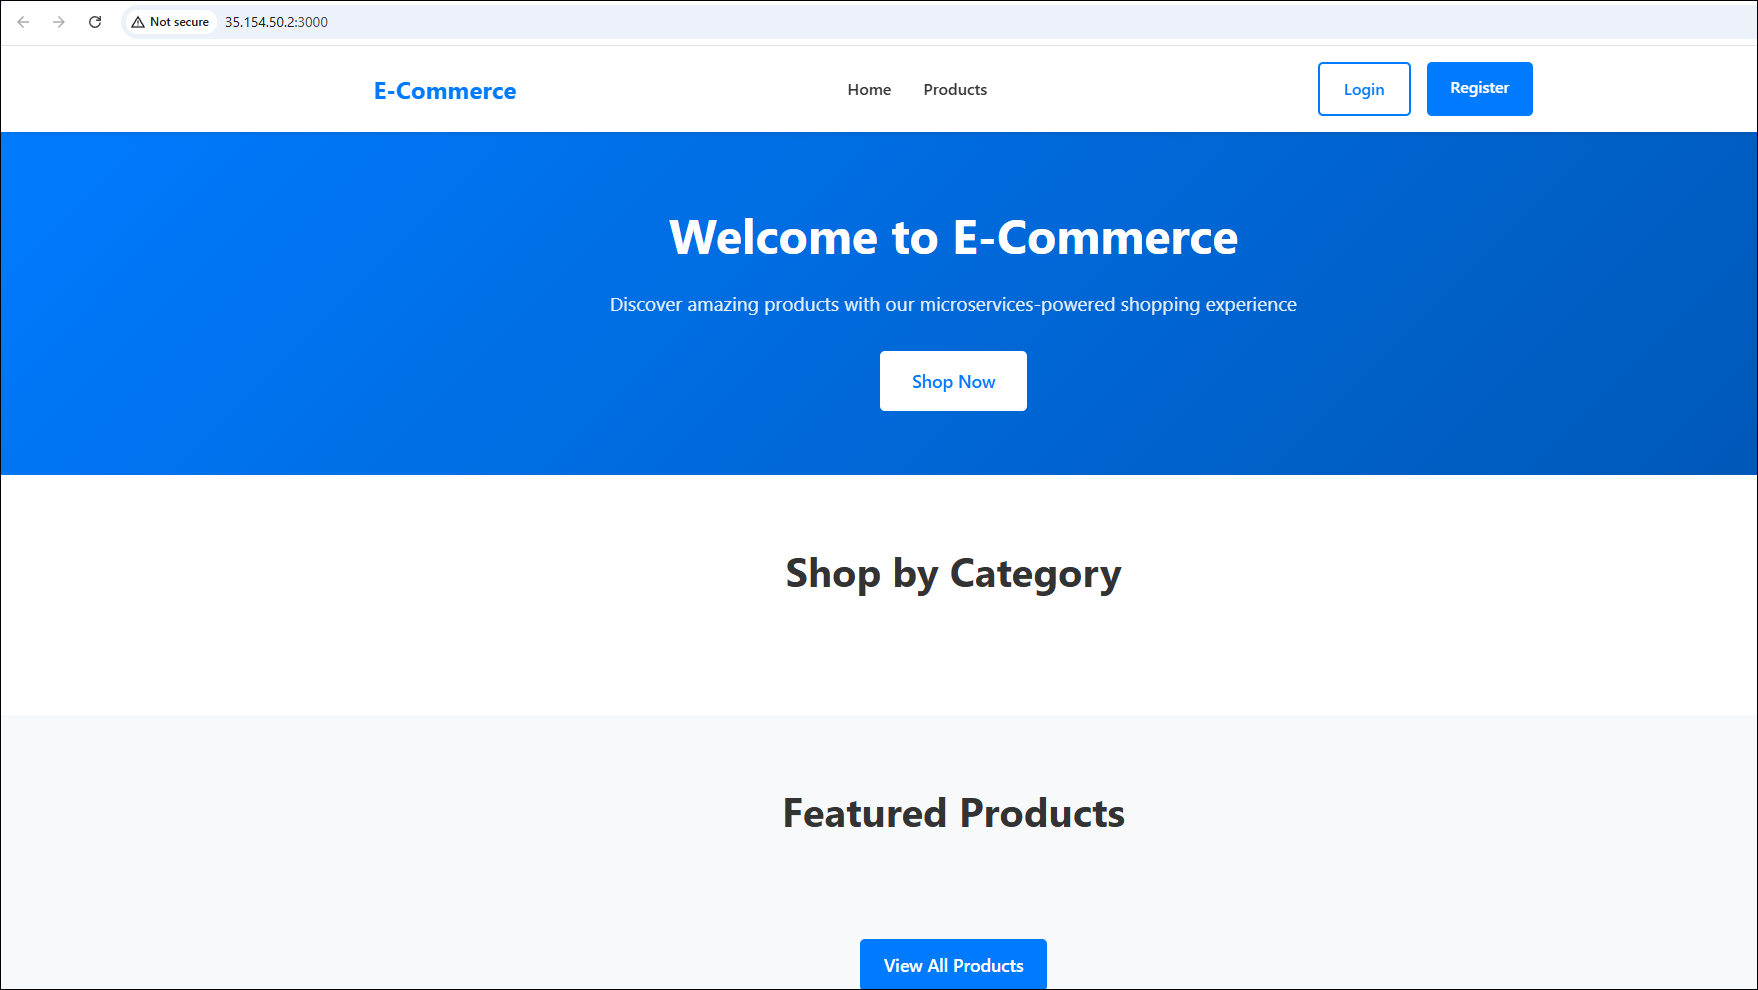 Not secure 35.154.50.2:3000
E-Commerce Home Products Login Register
Welcome to E-Commerce
Discover amazing products with our microservices-powered shopping experience
Shop Now
Shop by Category
Featured Products
View All Products